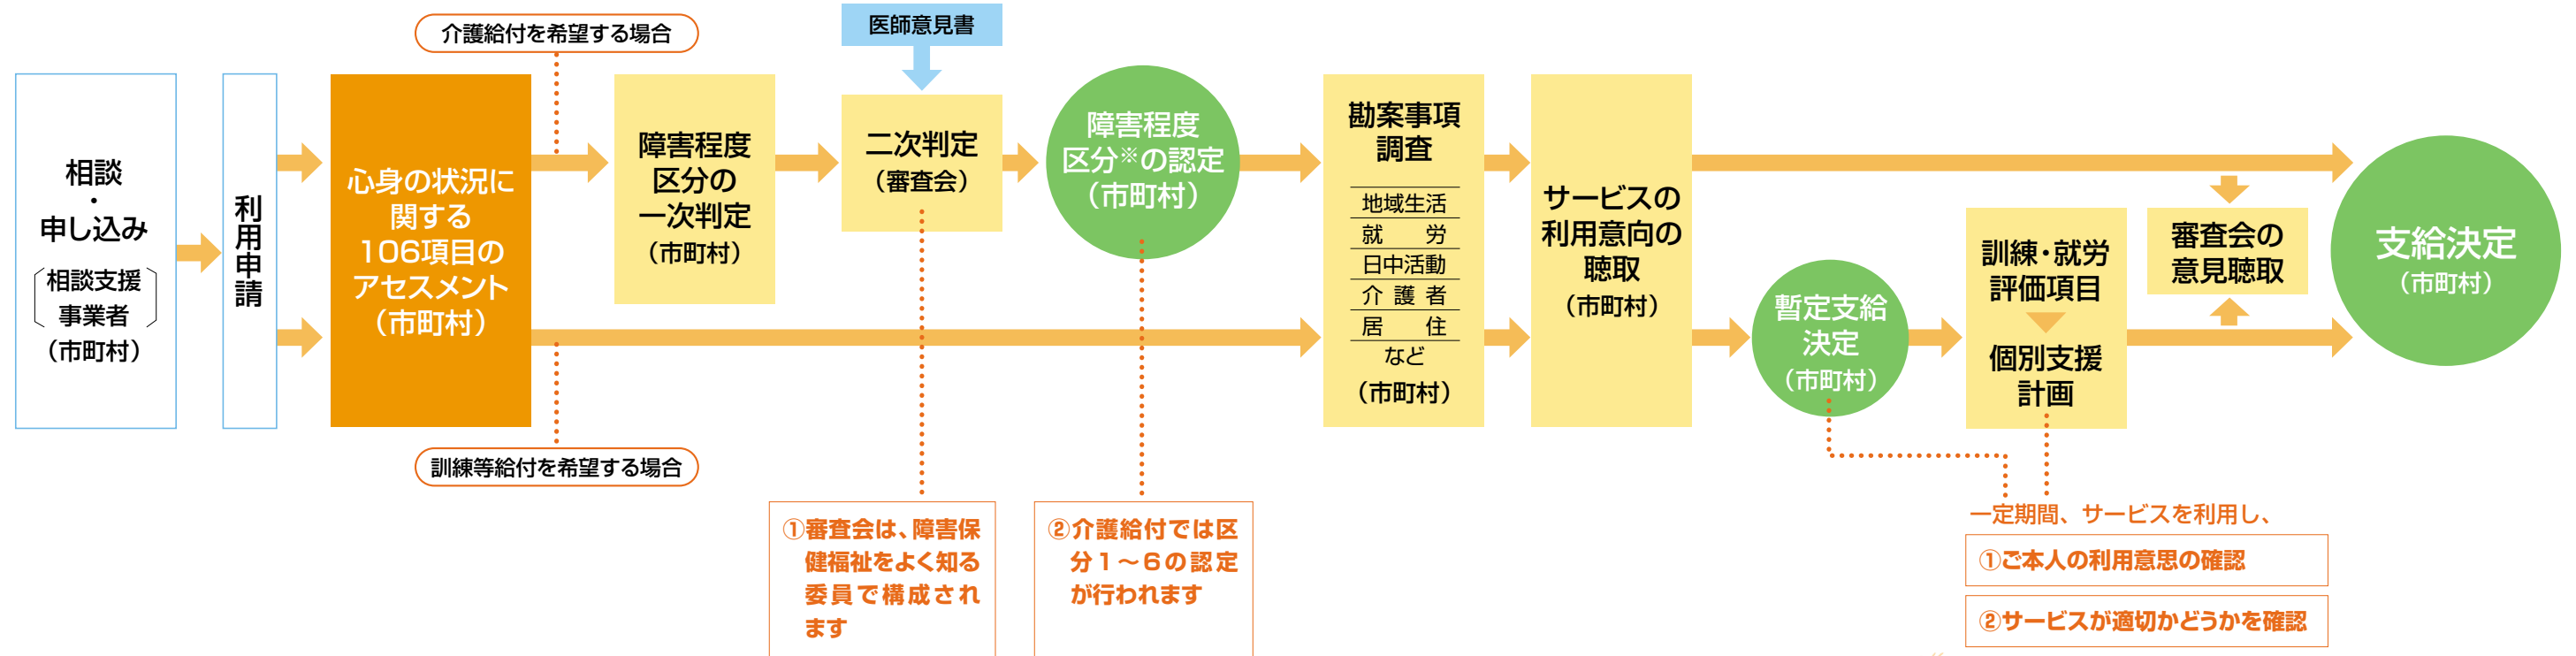 相談
・
申し込み
相談支援
事業者
（市町村）
利用申請
心身の状況に
関する
106項目の
アセスメント
（市町村）
介護給付を希望する場合
訓練等給付を希望する場合
障害程度
区分の
一次判定
（市町村）
医師意見書
二次判定
（審査会）
障害程度
区分※の認定
（市町村）
①審査会は、障害保
健福祉をよく知る
委員で構成され
ます
②介護給付では区
分1～6の認定
が行われます
勘案事項
調査
地域生活
就　労
日中活動
介護者
居　住
など
（市町村）
サービスの
利用意向の
聴取
（市町村）
暫定支給
決定
（市町村）
訓練・就労
評価項目
個別支援
計画
一定期間、サービスを利用し、
①ご本人の利用意思の確認
②サービスが適切かどうかを確認
審査会の
意見聴取
支給決定
（市町村）